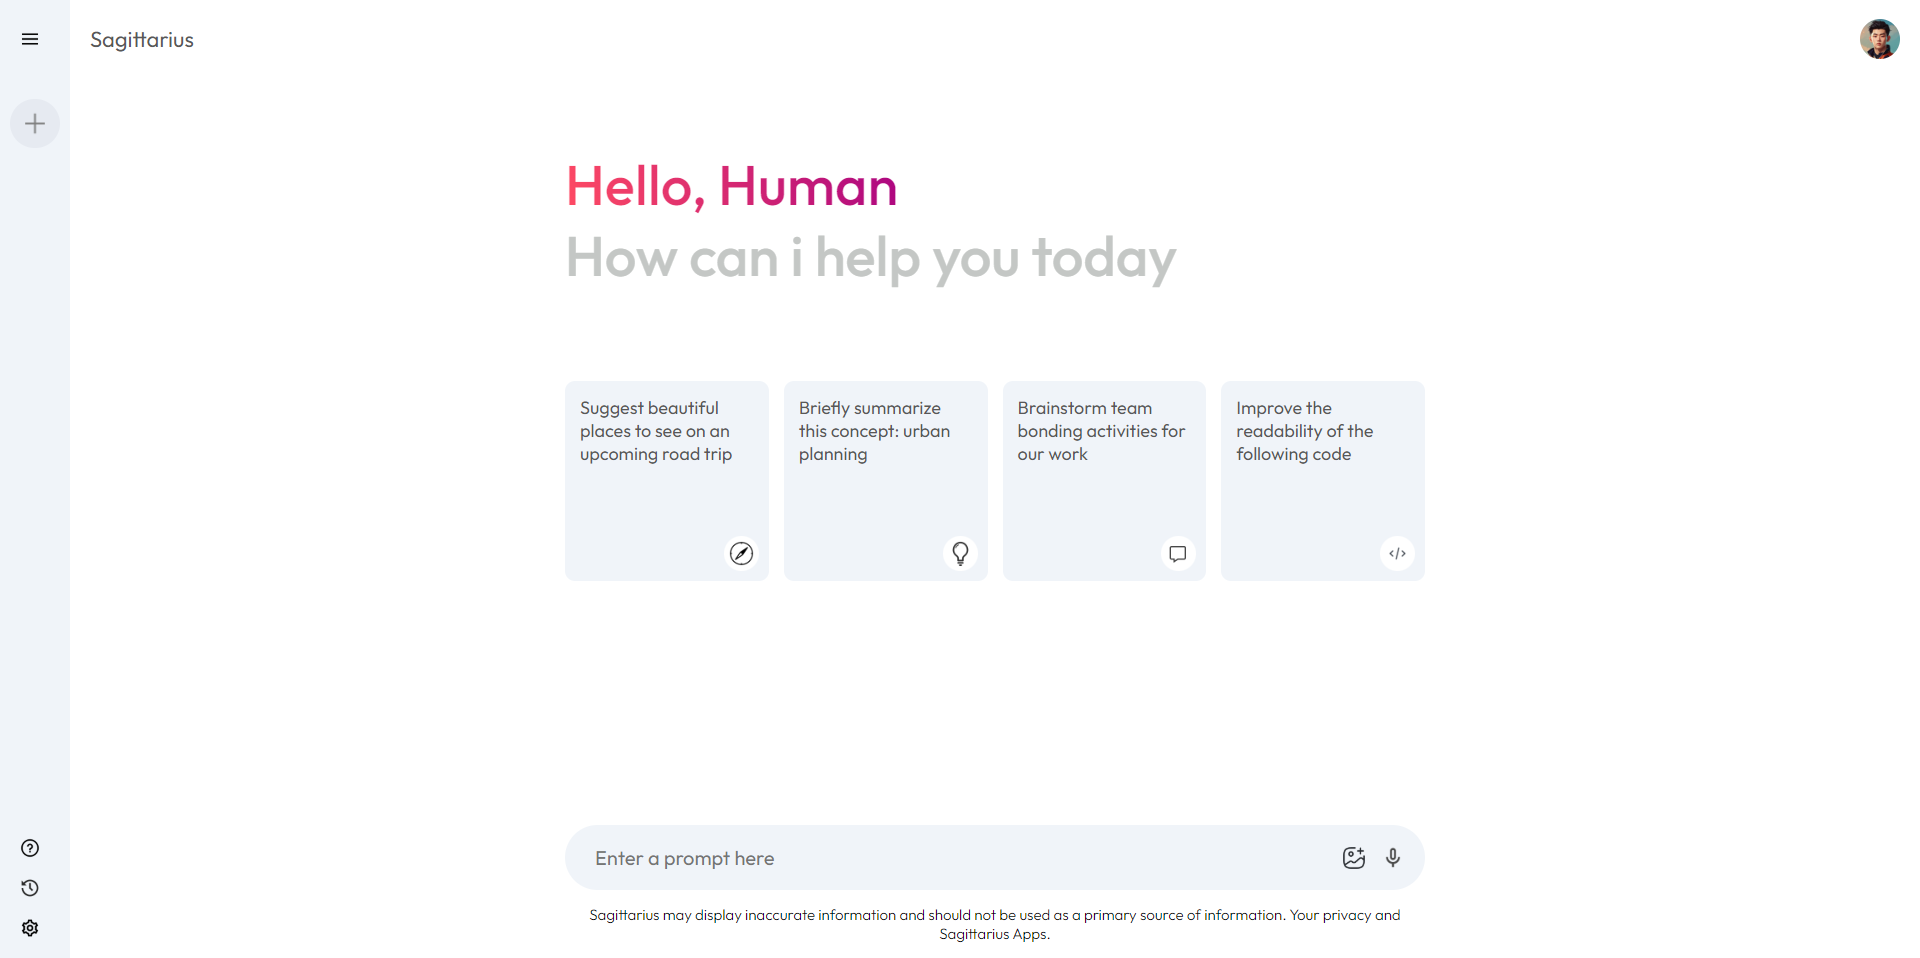 Sagittarius
Hello, Human
How can i help you today
Suggest beautiful
places to see on an
upcoming road trip
Briefly summarize
this concept: urban
planning
Brainstorm team
bonding activities for
our work
Improve the
readability of the
following code
Enter a prompt here
Sagittarius may display inaccurate information and should not be used as a primary source of information. Your privacy and
Sagittarius Apps.